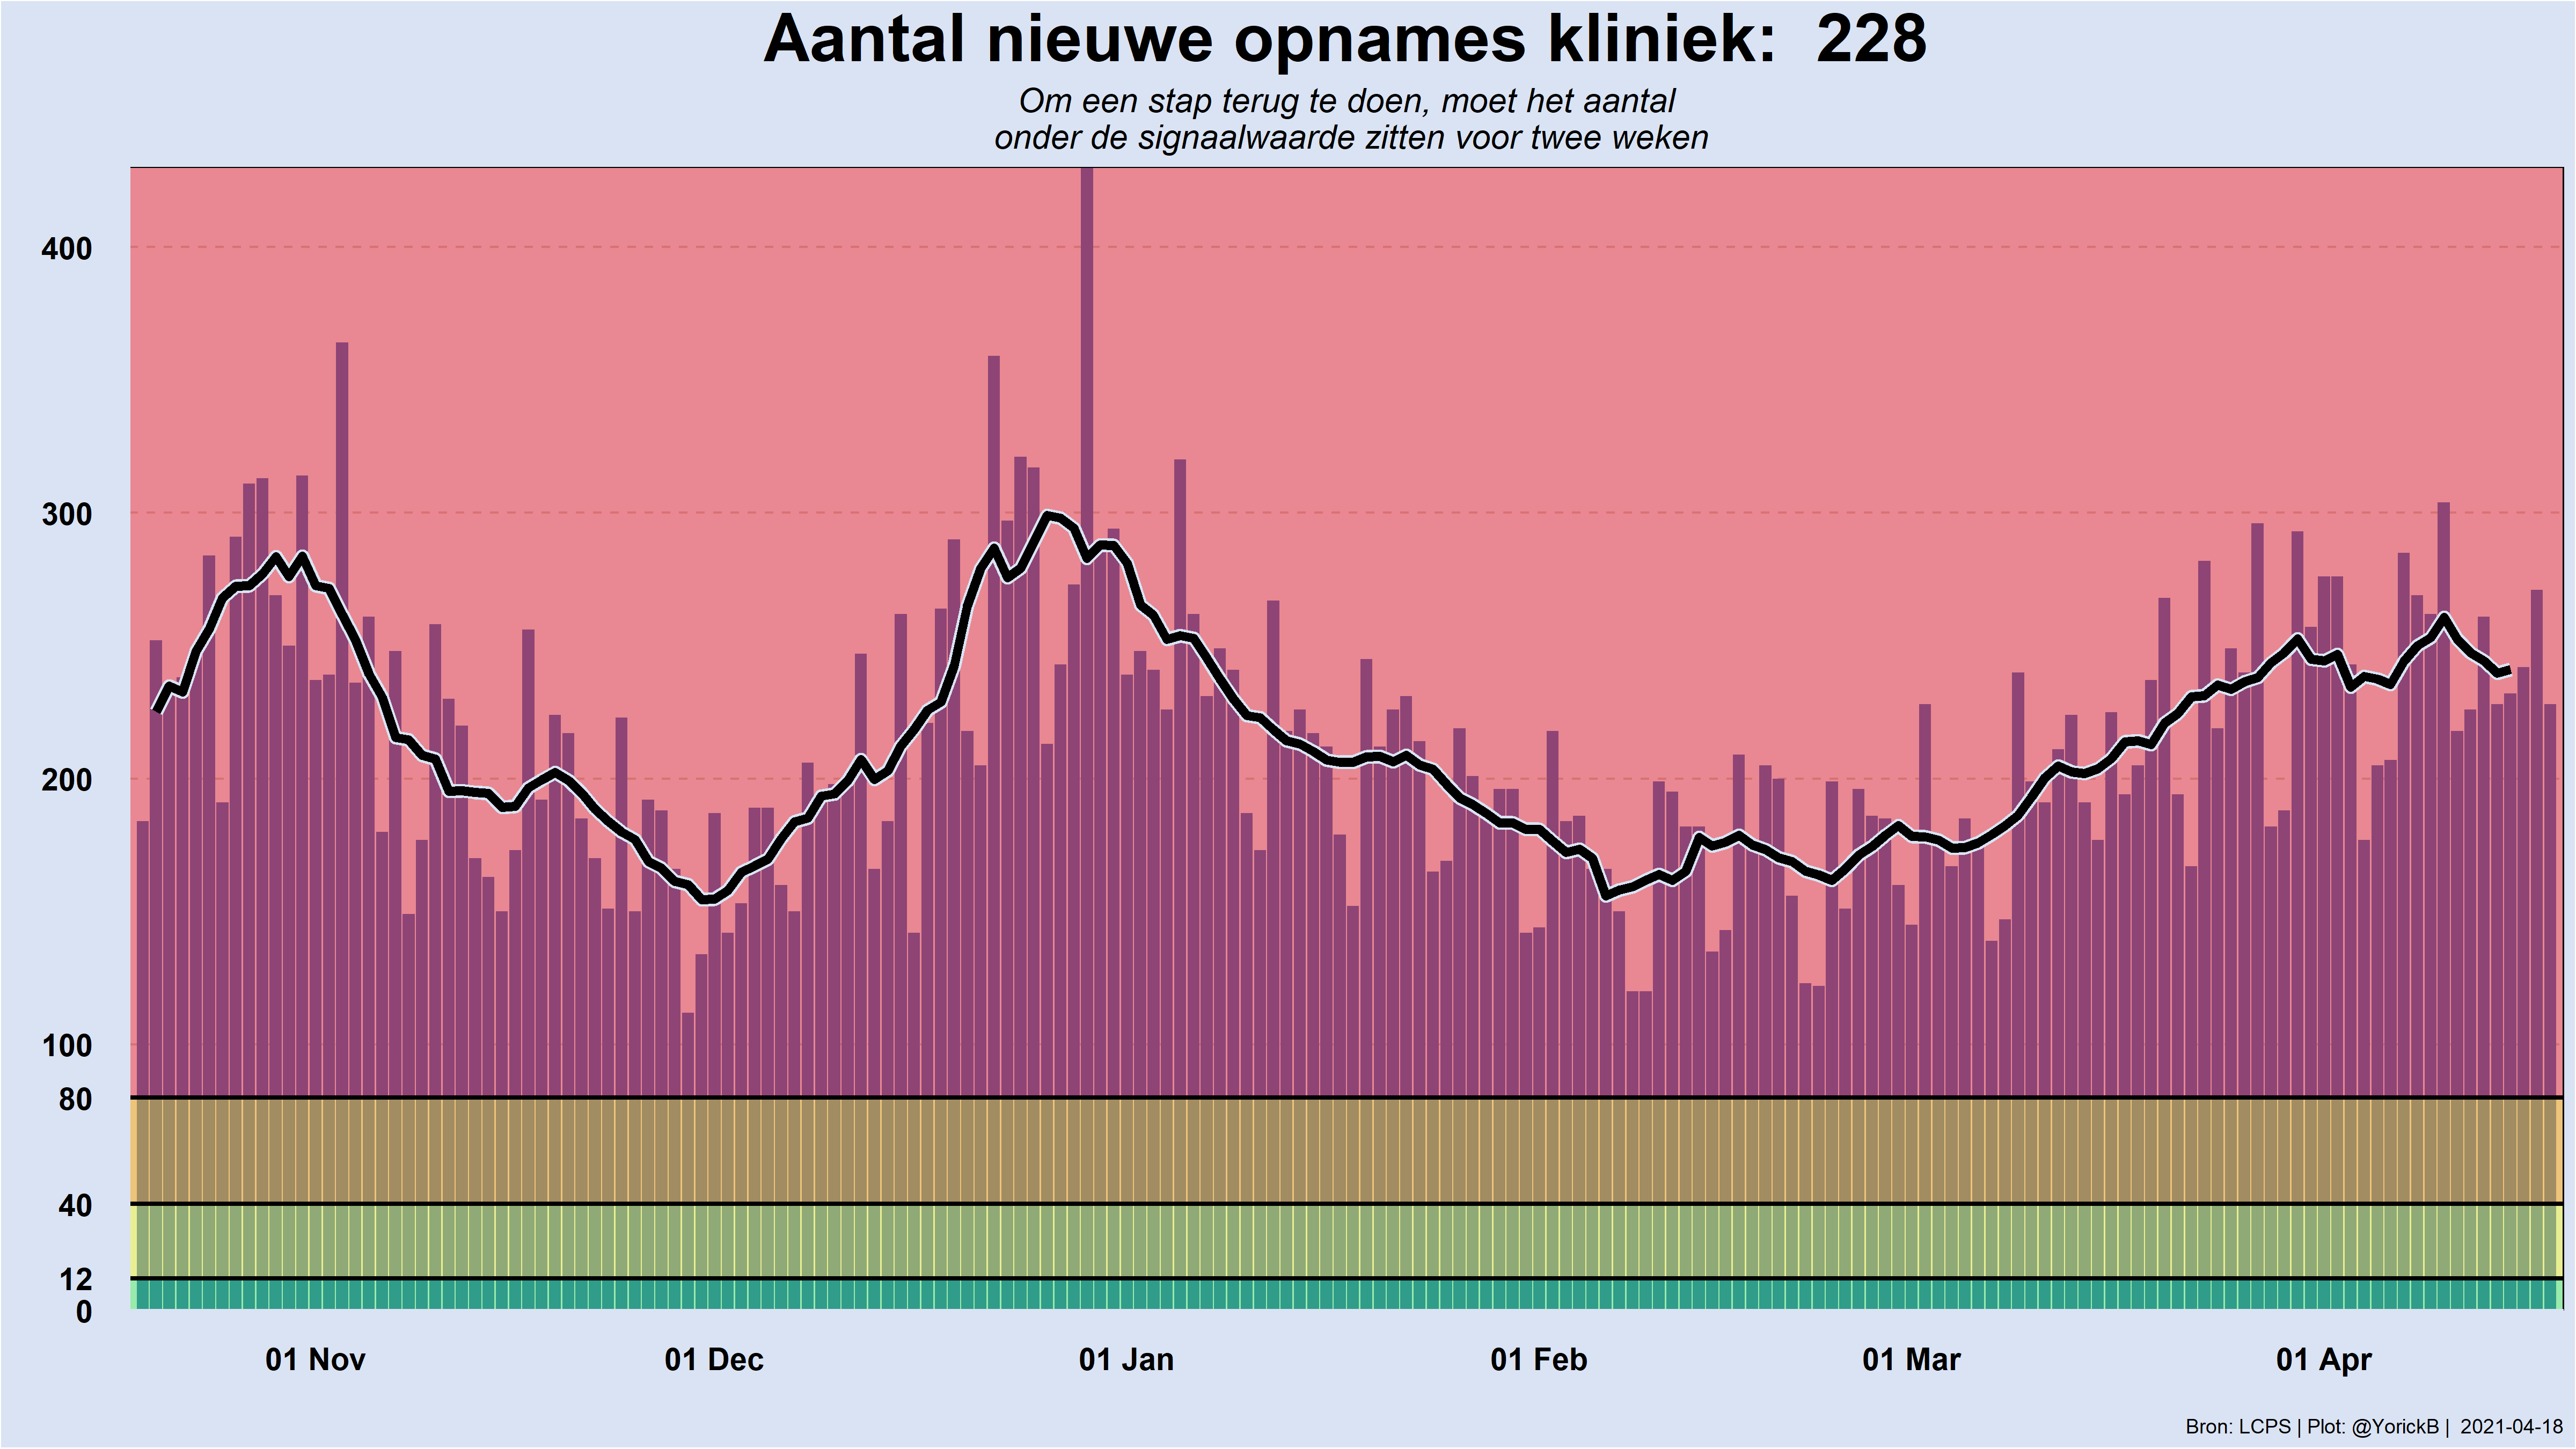 Aantal nieuwe opnames kliniek:  228
Om een stap terug te doen, moet het aantal
onder de signaalwaarde zitten voor twee weken
400
300
200
100
80
40
12
0
01 Nov
01 Dec
01 Jan
01 Feb
01 Mar
01 Apr
Bron: LCPS | Plot: @YorickB |  2021-04-18